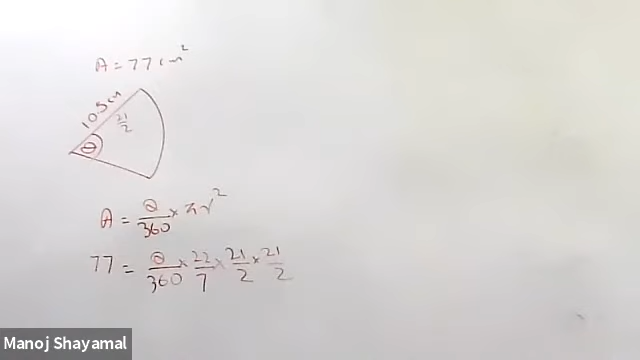 A = 77 cm²
10.5 cm
21/2
θ
A = θ/360 × πr²
77 = θ/360 × 22/7 × 21/2 × 21/2
Manoj Shayamal